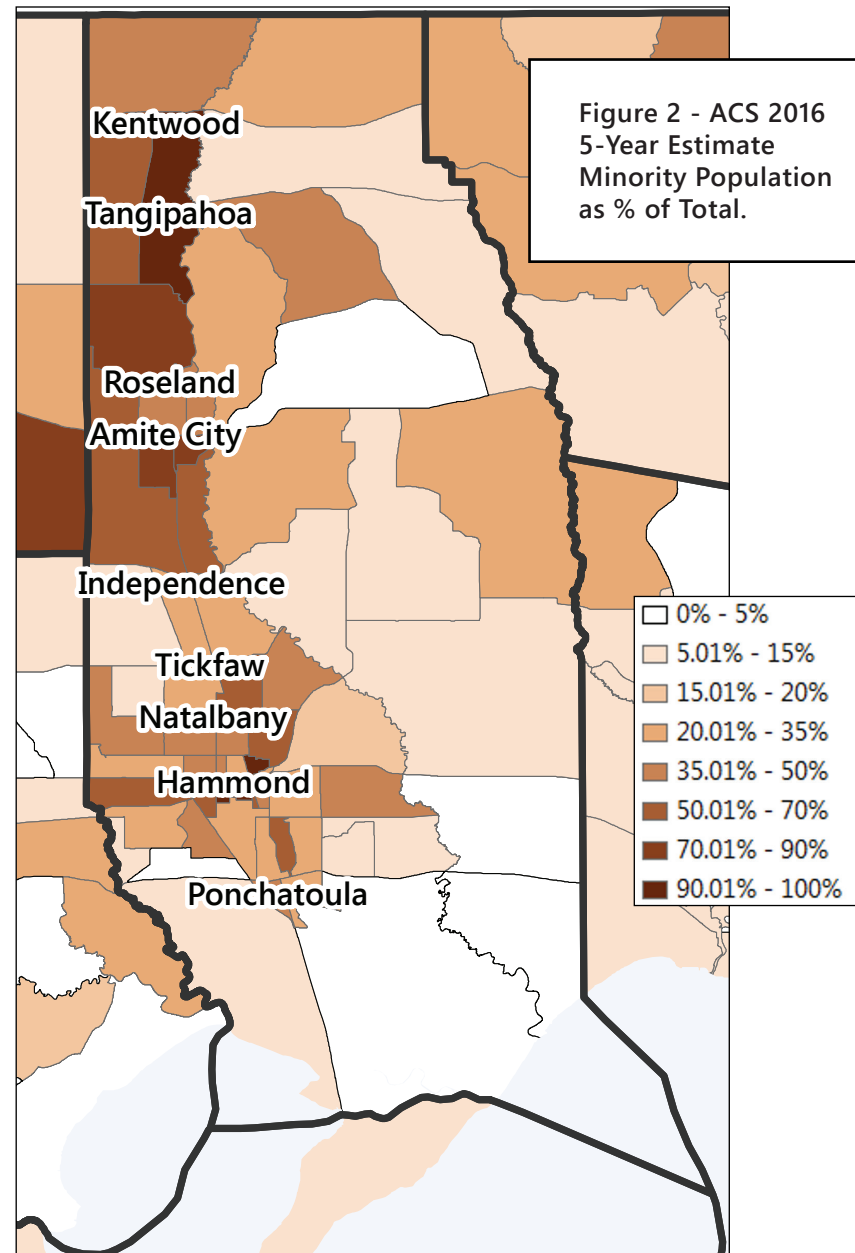 Kentwood
Figure 2 - ACS 2016
5-Year Estimate
Minority Population
as % of Total.
Tangipahoa
Roseland
Amite City
Independence
Tickfaw
Natalbany
Hammond
Ponchatoula
0% - 5%
5.01% - 15%
15.01% - 20%
20.01% - 35%
35.01% - 50%
50.01% - 70%
70.01% - 90%
90.01% - 100%